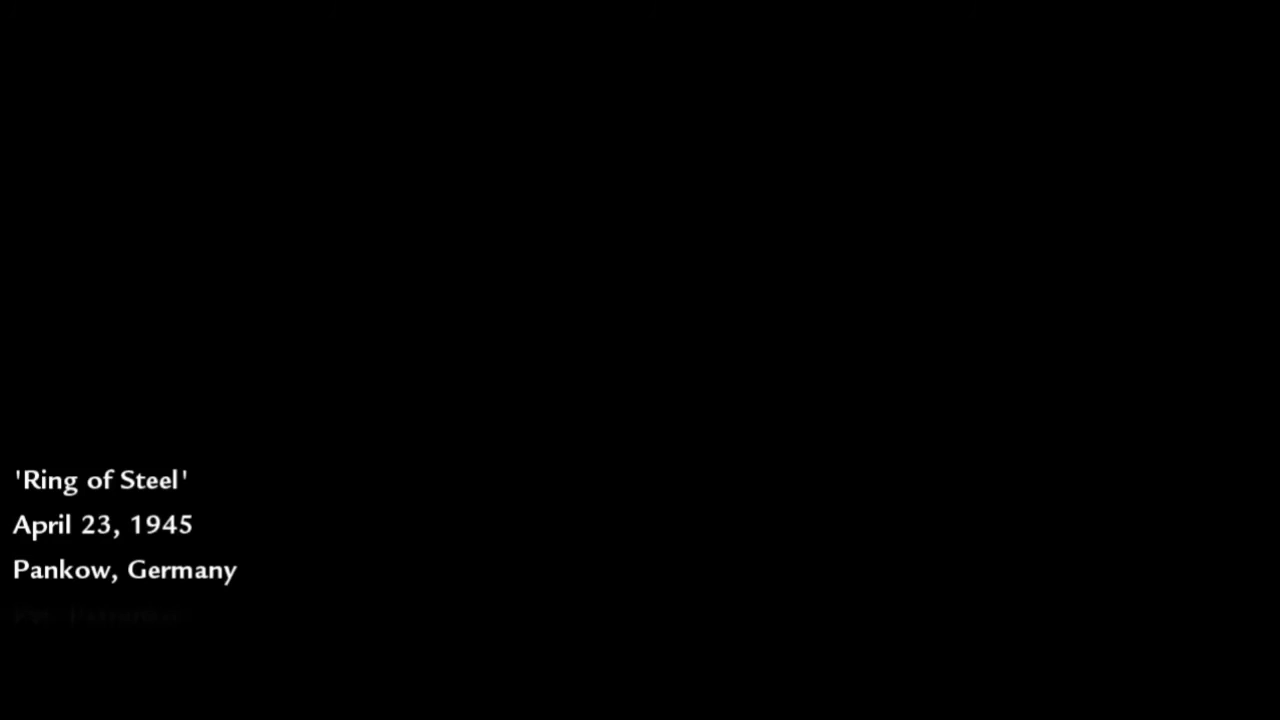 'Ring of Steel'
April 23, 1945
Pankow, Germany